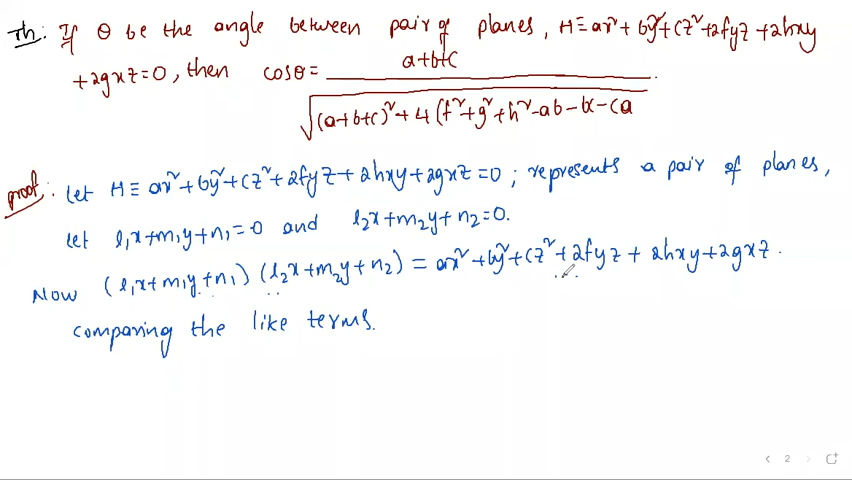 Th: If θ be the angle between pair of planes, H≡ax²+by²+cz²+2fyz+2hxy
+2gxz=0, then cosθ= a+b+c
√(a+b+c)²+4(f²+g²+h²-ab-bc-ca
proof: Let H≡ax²+by²+cz²+2fyz+2hxy+2gxz=0; represents a pair of planes,
let l₁x+m₁y+n₁=0 and l₂x+m₂y+n₂=0.
Now (l₁x+m₁y+n₁)(l₂x+m₂y+n₂)=ax²+by²+cz²+2fyz+2hxy+2gxz.
comparing the like terms.
2